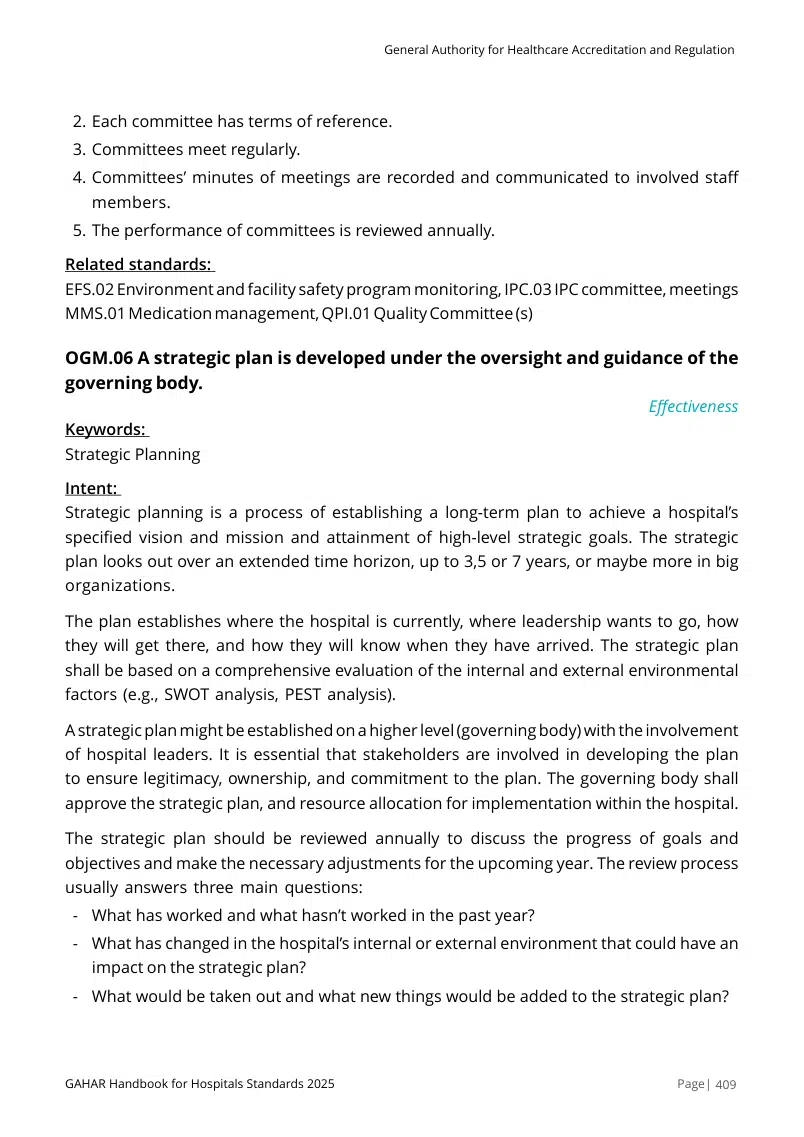 General Authority for Healthcare Accreditation and Regulation
2. Each committee has terms of reference.
3. Committees meet regularly.
4. Committees’ minutes of meetings are recorded and communicated to involved staff
members.
5. The performance of committees is reviewed annually.
Related standards:
EFS.02 Environment and facility safety program monitoring, IPC.03 IPC committee, meetings
MMS.01 Medication management, QPI.01 Quality Committee (s)
OGM.06 A strategic plan is developed under the oversight and guidance of the
governing body.
Effectiveness
Keywords:
Strategic Planning
Intent:
Strategic planning is a process of establishing a long-term plan to achieve a hospital’s
specified vision and mission and attainment of high-level strategic goals. The strategic
plan looks out over an extended time horizon, up to 3,5 or 7 years, or maybe more in big
organizations.
The plan establishes where the hospital is currently, where leadership wants to go, how
they will get there, and how they will know when they have arrived. The strategic plan
shall be based on a comprehensive evaluation of the internal and external environmental
factors (e.g., SWOT analysis, PEST analysis).
A strategic plan might be established on a higher level (governing body) with the involvement
of hospital leaders. It is essential that stakeholders are involved in developing the plan
to ensure legitimacy, ownership, and commitment to the plan. The governing body shall
approve the strategic plan, and resource allocation for implementation within the hospital.
The strategic plan should be reviewed annually to discuss the progress of goals and
objectives and make the necessary adjustments for the upcoming year. The review process
usually answers three main questions:
- What has worked and what hasn’t worked in the past year?
- What has changed in the hospital’s internal or external environment that could have an
impact on the strategic plan?
- What would be taken out and what new things would be added to the strategic plan?
GAHAR Handbook for Hospitals Standards 2025
Page| 409